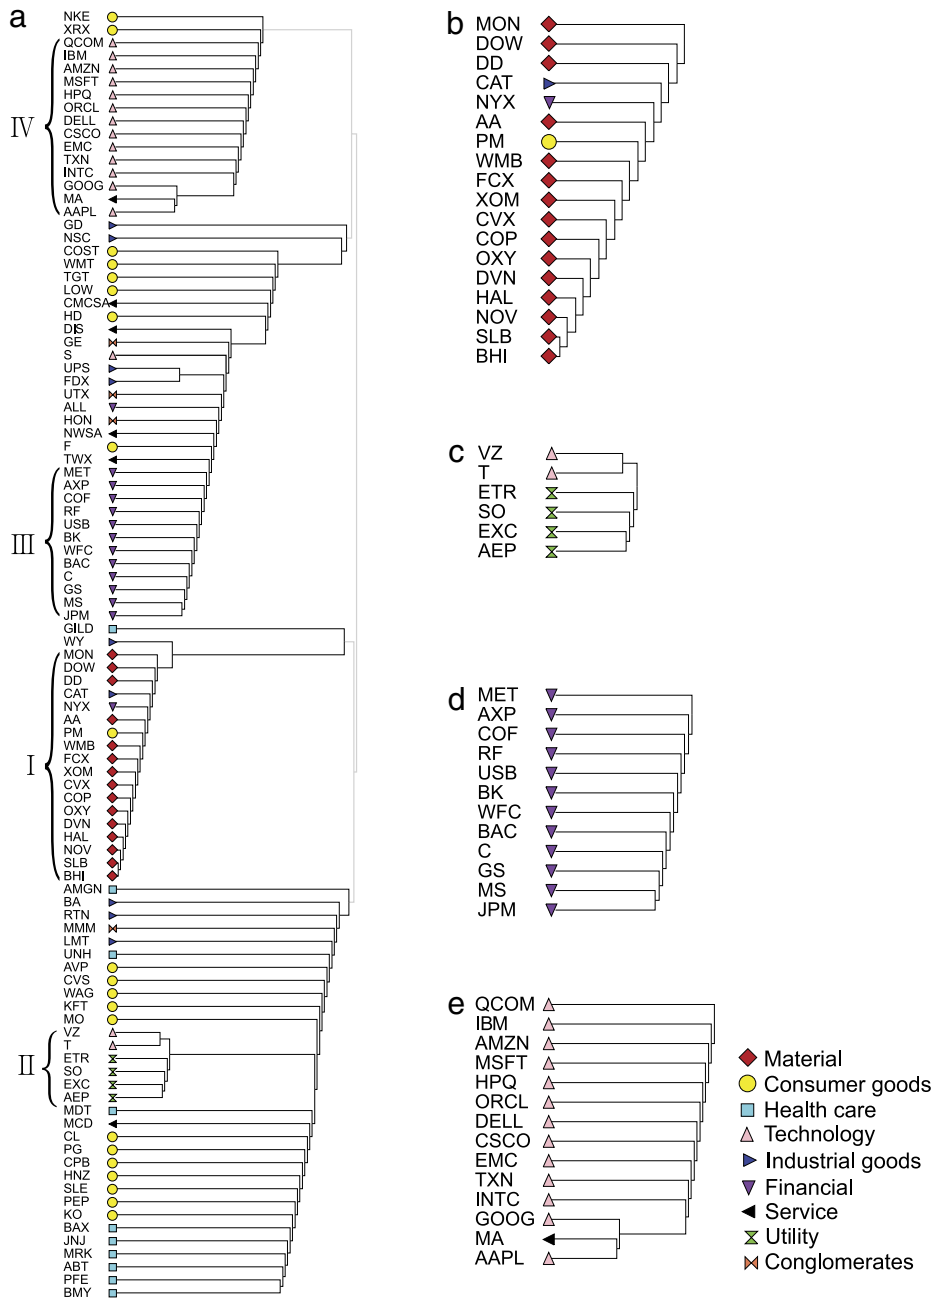 a
NKE
XRX
QCOM
IBM
AMZN
MSFT
HPQ
ORCL
DELL
CSCO
EMC
TXN
INTC
GOOG
MA
AAPL
IV
GD
NSC
COST
WMT
TGT
LOW
CMCSA
HD
DIS
GE
S
UPS
FDX
UTX
ALL
HON
NWSA
F
TWX
MET
AXP
COF
RF
USB
BK
WFC
BAC
C
GS
MS
JPM
III
GILD
WY
MON
DOW
DD
CAT
NYX
AA
PM
WMB
FCX
XOM
CVX
COP
OXY
DVN
HAL
NOV
SLB
BHI
I
AMGN
BA
RTN
MMM
LMT
UNH
AVP
CVS
WAG
KFT
MO
VZ
T
ETR
SO
EXC
AEP
II
MDT
MCD
CL
PG
CPB
HNZ
SLE
PEP
KO
BAX
JNJ
MRK
ABT
PFE
BMY
b
MON
DOW
DD
CAT
NYX
AA
PM
WMB
FCX
XOM
CVX
COP
OXY
DVN
HAL
NOV
SLB
BHI
c
VZ
T
ETR
SO
EXC
AEP
d
MET
AXP
COF
RF
USB
BK
WFC
BAC
C
GS
MS
JPM
e
QCOM
IBM
AMZN
MSFT
HPQ
ORCL
DELL
CSCO
EMC
TXN
INTC
GOOG
MA
AAPL
Material
Consumer goods
Health care
Technology
Industrial goods
Financial
Service
Utility
Conglomerates